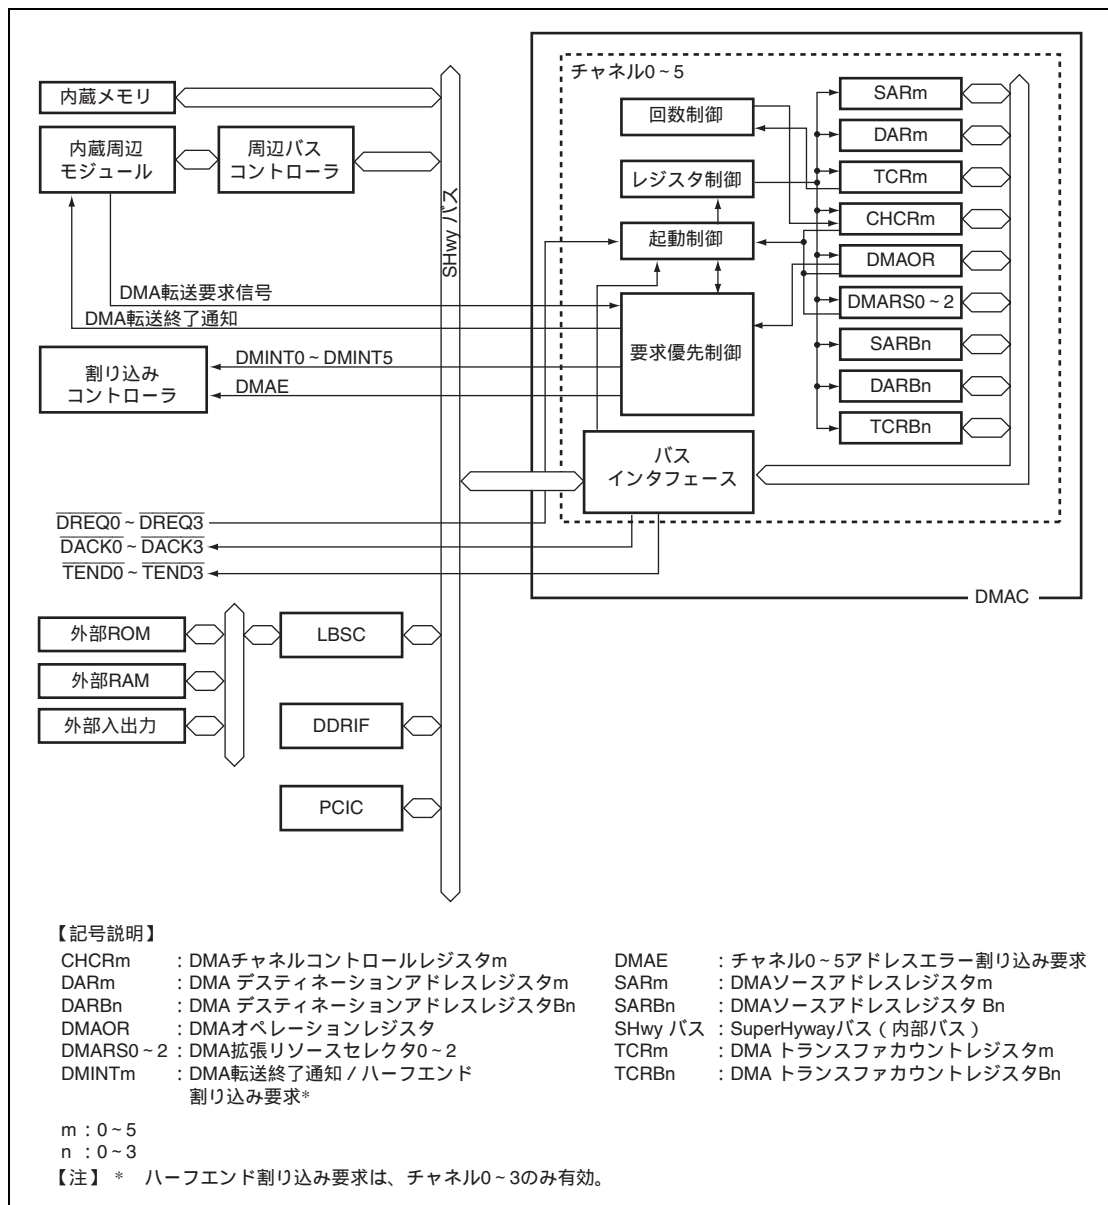 チャネル0~5
内蔵メモリ
内蔵周辺
モジュール
周辺バス
コントローラ
SHwy バス
回数制御
レジスタ制御
起動制御
要求優先制御
バス
インタフェース
SARm
DARm
TCRm
CHCRm
DMAOR
DMARS0~2
SARBn
DARBn
TCRBn
DMA転送要求信号
DMA転送終了通知
割り込み
コントローラ
DMINT0~DMINT5
DMAE
DREQ0~DREQ3
DACK0~DACK3
TEND0~TEND3
DMAC
外部ROM
外部RAM
外部入出力
LBSC
DDRIF
PCIC
【記号説明】
CHCRm :DMAチャネルコントロールレジスタm
DARm :DMA デスティネーションアドレスレジスタm
DARBn :DMA デスティネーションアドレスレジスタBn
DMAOR :DMAオペレーションレジスタ
DMARS0~2:DMA拡張リソースセレクタ0~2
DMINTm :DMA転送終了通知/ハーフエンド
割り込み要求*
DMAE :チャネル0~5アドレスエラー割り込み要求
SARm :DMAソースアドレスレジスタm
SARBn :DMAソースアドレスレジスタ Bn
SHwy バス :SuperHywayバス(内部バス)
TCRm :DMA トランスファカウントレジスタm
TCRBn :DMA トランスファカウントレジスタBn
m:0~5
n:0~3
【注】 * ハーフエンド割り込み要求は、チャネル0~3のみ有効。